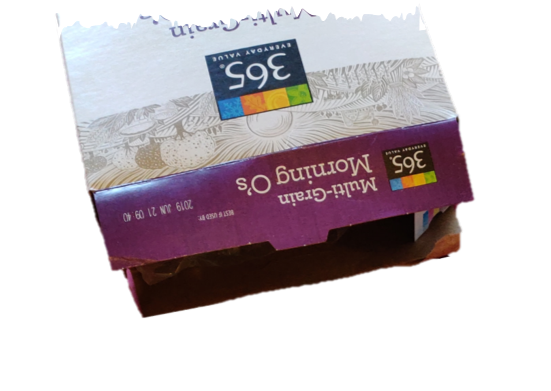 Multi-Grain
365
EVERYDAY VALUE
365
EVERYDAY VALUE
Multi-Grain
Morning O's
BEST IF USED BY:
2019 JUN 21 09 40